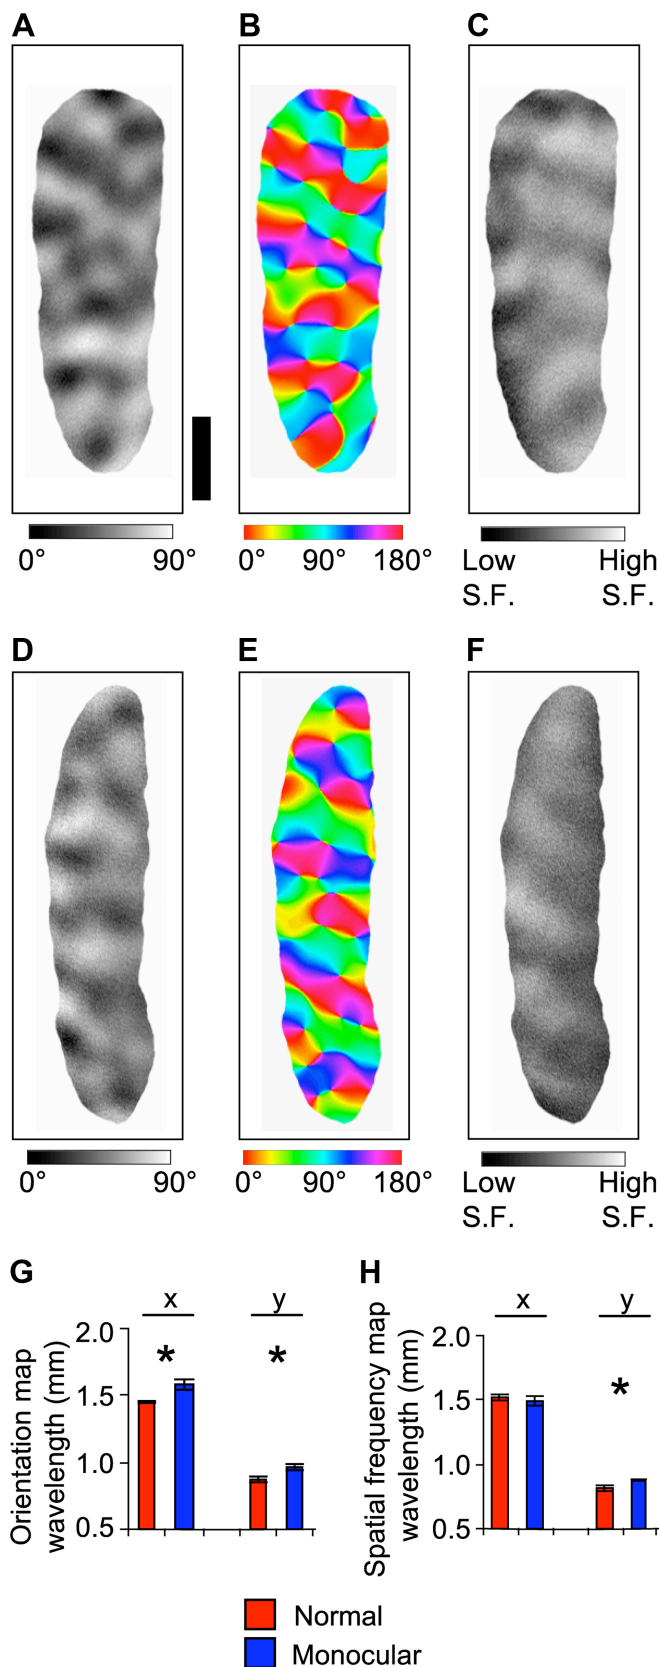 A B C
0° 90° 0° 90° 180° Low High
S.F. S.F.
D E F
0° 90° 0° 90° 180° Low High
S.F. S.F.
G H
x y x y
Orientation map
wavelength (mm)
2.0
1.5
1.0
0.5
* *
Spatial frequency map
wavelength (mm)
2.0
1.5
1.0
0.5
*
Normal
Monocular